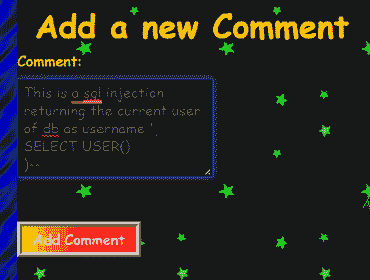 Add a new Comment
Comment:
This is a sql injection
returning the current user
of db as username ',
SELECT USER()
)--
Add Comment